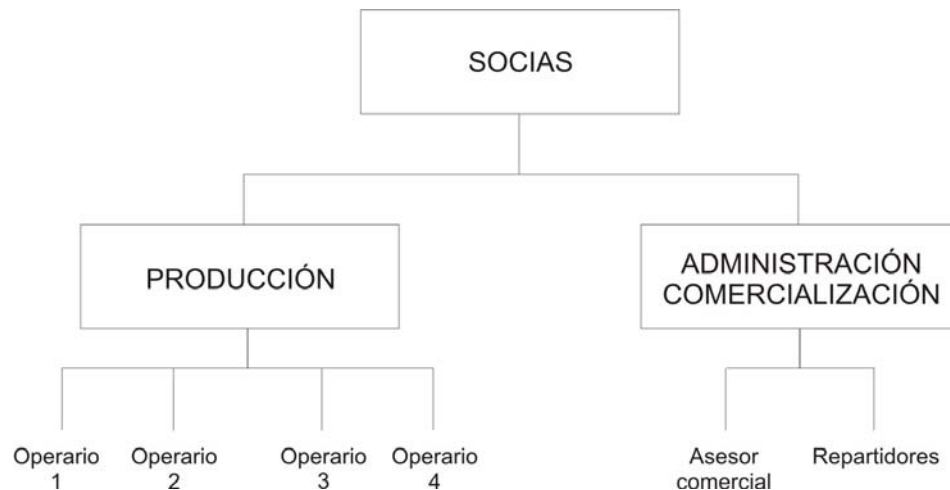 SOCIAS
PRODUCCIÓN
ADMINISTRACIÓN
COMERCIALIZACIÓN
Operario
1
Operario
2
Operario
3
Operario
4
Asesor
comercial
Repartidores